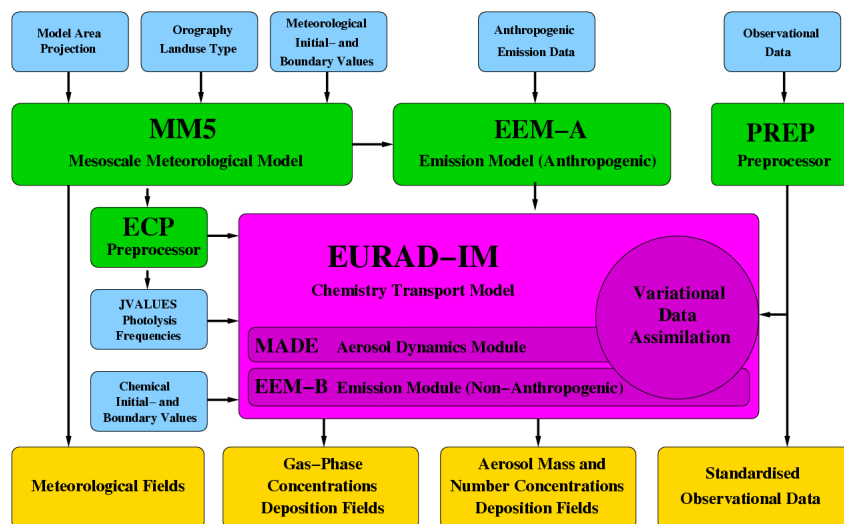 Model Area
Projection
Orography
Landuse Type
Meteorological
Initial− and
Boundary Values
Anthropogenic
Emission Data
Observational
Data
MM5
Mesoscale Meteorological Model
EEM−A
Emission Model (Anthropogenic)
PREP
Preprocessor
ECP
Preprocessor
EURAD−IM
Chemistry Transport Model
Variational
Data
Assimilation
JVALUES
Photolysis
Frequencies
MADE Aerosol Dynamics Module
EEM−B Emission Module (Non−Anthropogenic)
Chemical
Initial− and
Boundary Values
Meteorological Fields
Gas−Phase
Concentrations
Deposition Fields
Aerosol Mass and
Number Concentrations
Deposition Fields
Standardised
Observational Data